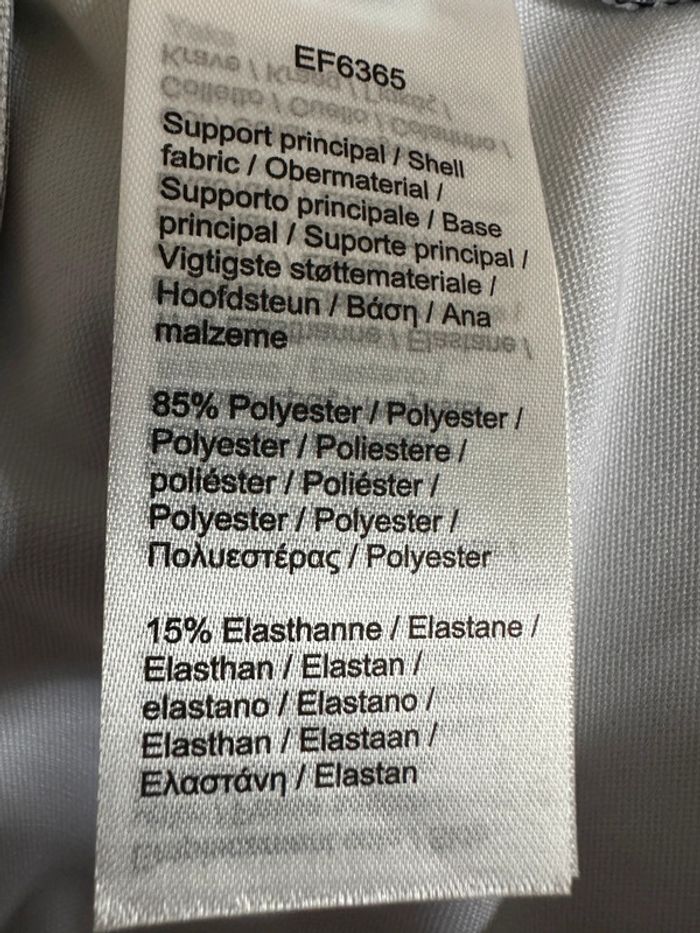 EF6365
Support principal / Shell
fabric / Obermaterial /
Supporto principale / Base
principal / Suporte principal /
Vigtigste støttemateriale /
Hoofdsteun / Βάση / Ana
malzeme
85% Polyester / Polyester /
Polyester / Poliestere /
poliéster / Poliéster /
Polyester / Polyester /
Πολυεστέρας / Polyester
15% Elasthanne / Elastane /
Elasthan / Elastan /
elastano / Elastano /
Elasthan / Elastaan /
Ελαστάνη / Elastan